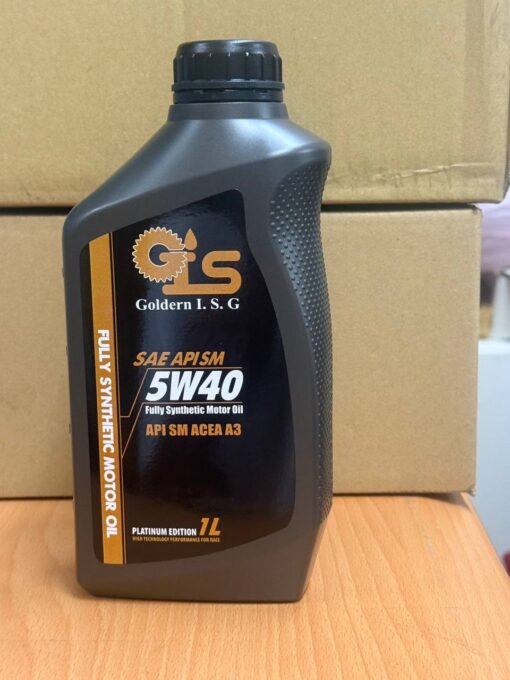 GiS
Goldern I. S. G
SAE API SM
5W40
Fully Synthetic Motor Oil
API SM ACEA A3
PLATINUM EDITION 1L
HIGH TECHNOLOGY PERFORMANCE FOR RACE
FULLY SYNTHETIC MOTOR OIL